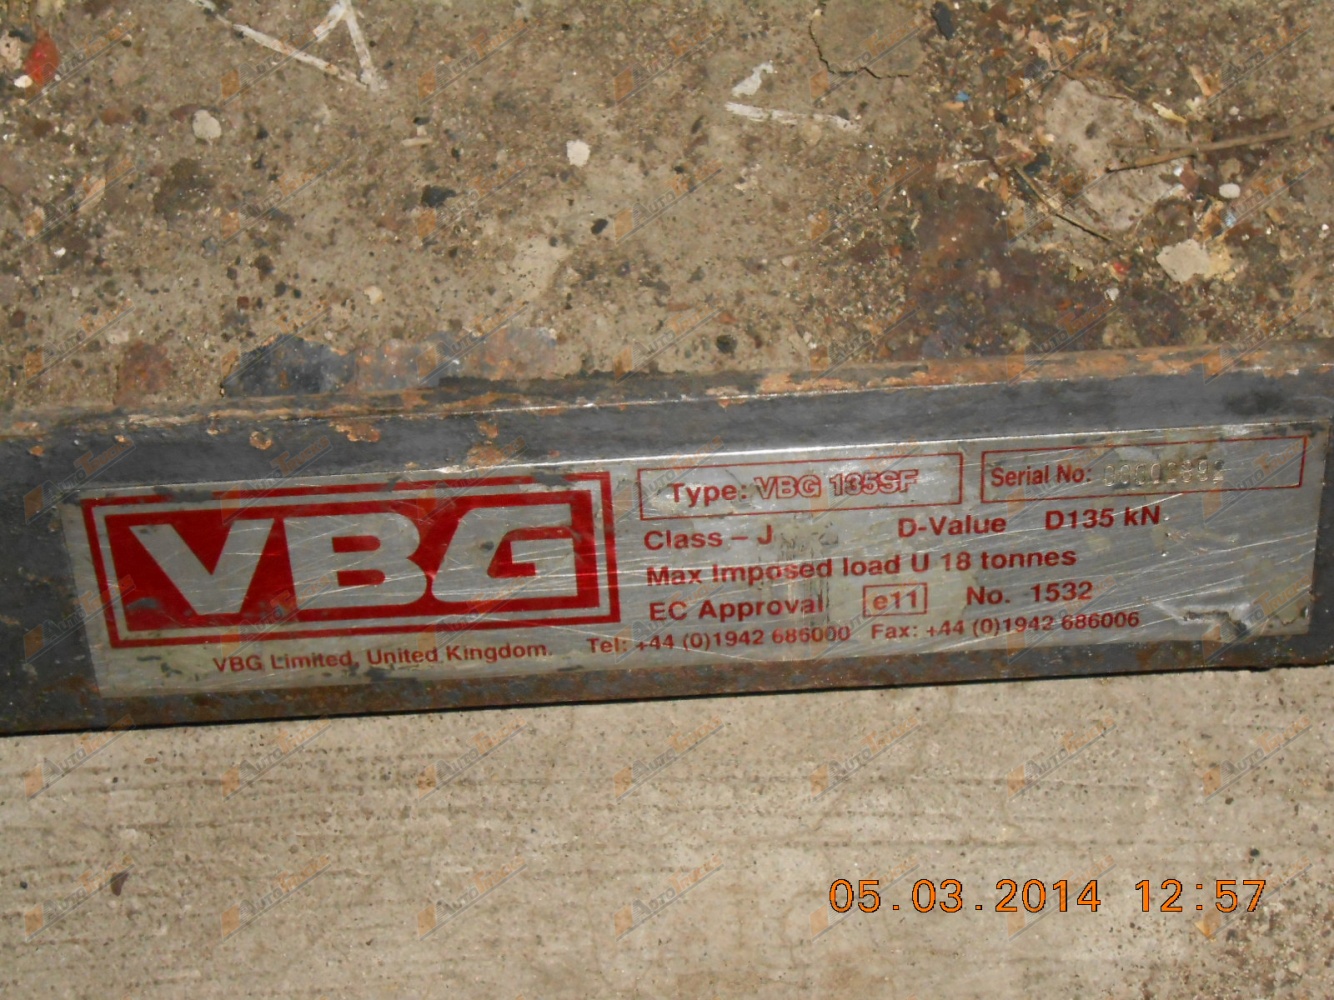 VBG
Type: VBG 135SF
Serial No:
Class – J D-Value D135 kN
Max Imposed load U 18 tonnes
EC Approval e11 No. 1532
VBG Limited, United Kingdom. Tel: +44 (0)1942 686000 Fax: +44 (0)1942 686006
05.03.2014 12:57